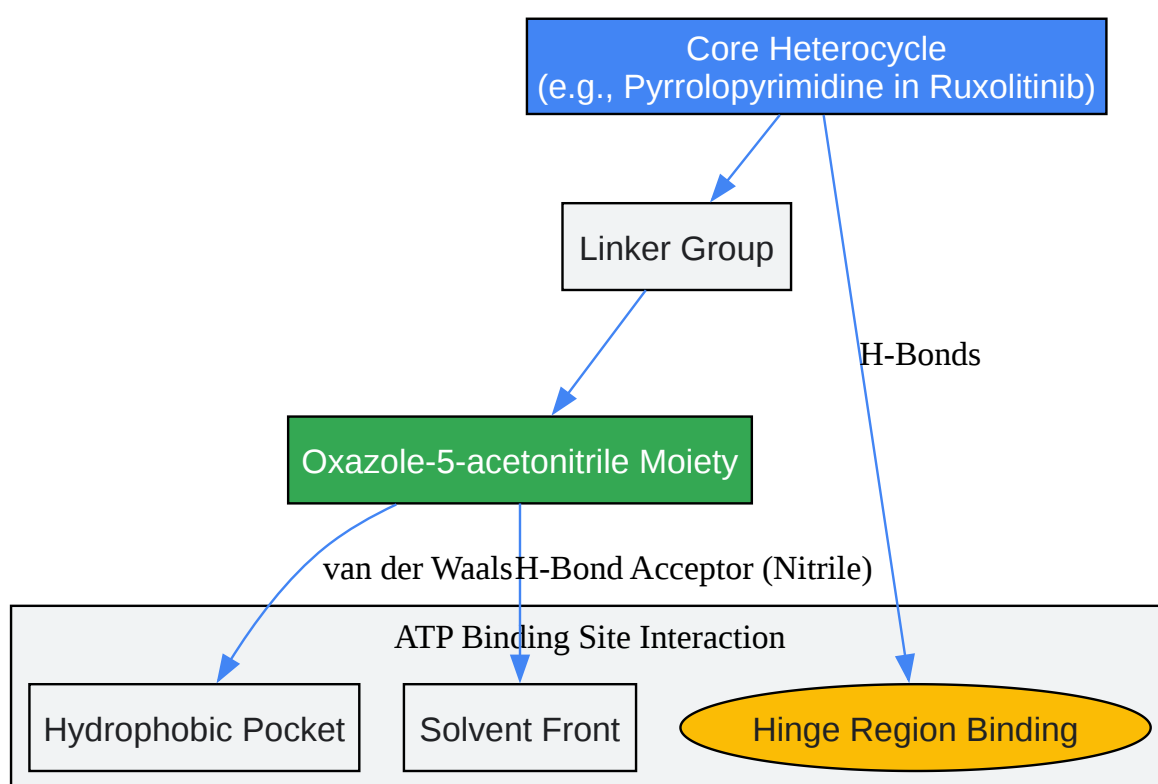 Core Heterocycle
(e.g., Pyrrolopyrimidine in Ruxolitinib)
Linker Group
H-Bonds
Oxazole-5-acetonitrile Moiety
van der Waals
H-Bond Acceptor (Nitrile)
ATP Binding Site Interaction
Hydrophobic Pocket
Solvent Front
Hinge Region Binding